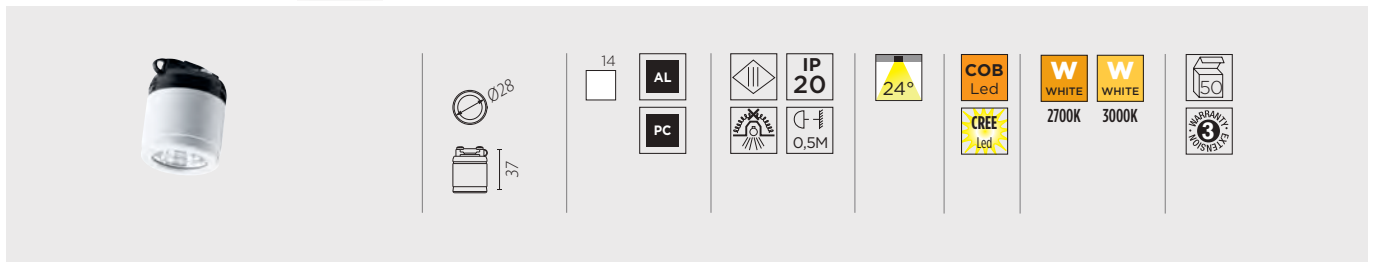 Ø28
37
14
AL
PC
IP
20
0,5M
24°
COB
Led
CREE
Led
W
WHITE
2700K
W
WHITE
3000K
50
WARRANTY
3
EXTENSION